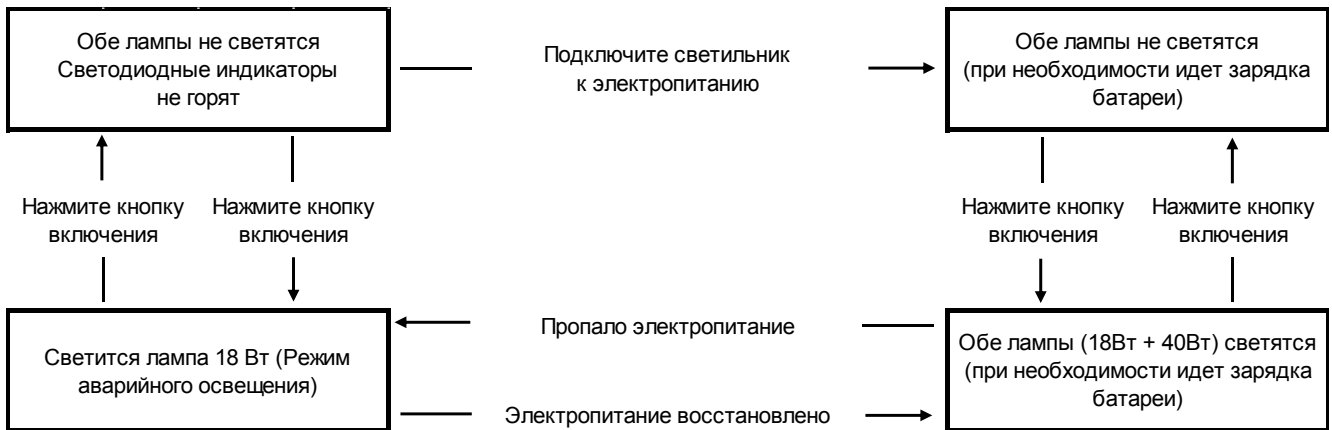 Обе лампы не светятся
Светодиодные индикаторы
не горят
Подключите светильник
к электропитанию
Обе лампы не светятся
(при необходимости идет зарядка
батареи)
Нажмите кнопку
включения
Нажмите кнопку
включения
Нажмите кнопку
включения
Нажмите кнопку
включения
Светится лампа 18 Вт (Режим
аварийного освещения)
Пропало электропитание
Электропитание восстановлено
Обе лампы (18Вт + 40Вт) светятся
(при необходимости идет зарядка
батареи)